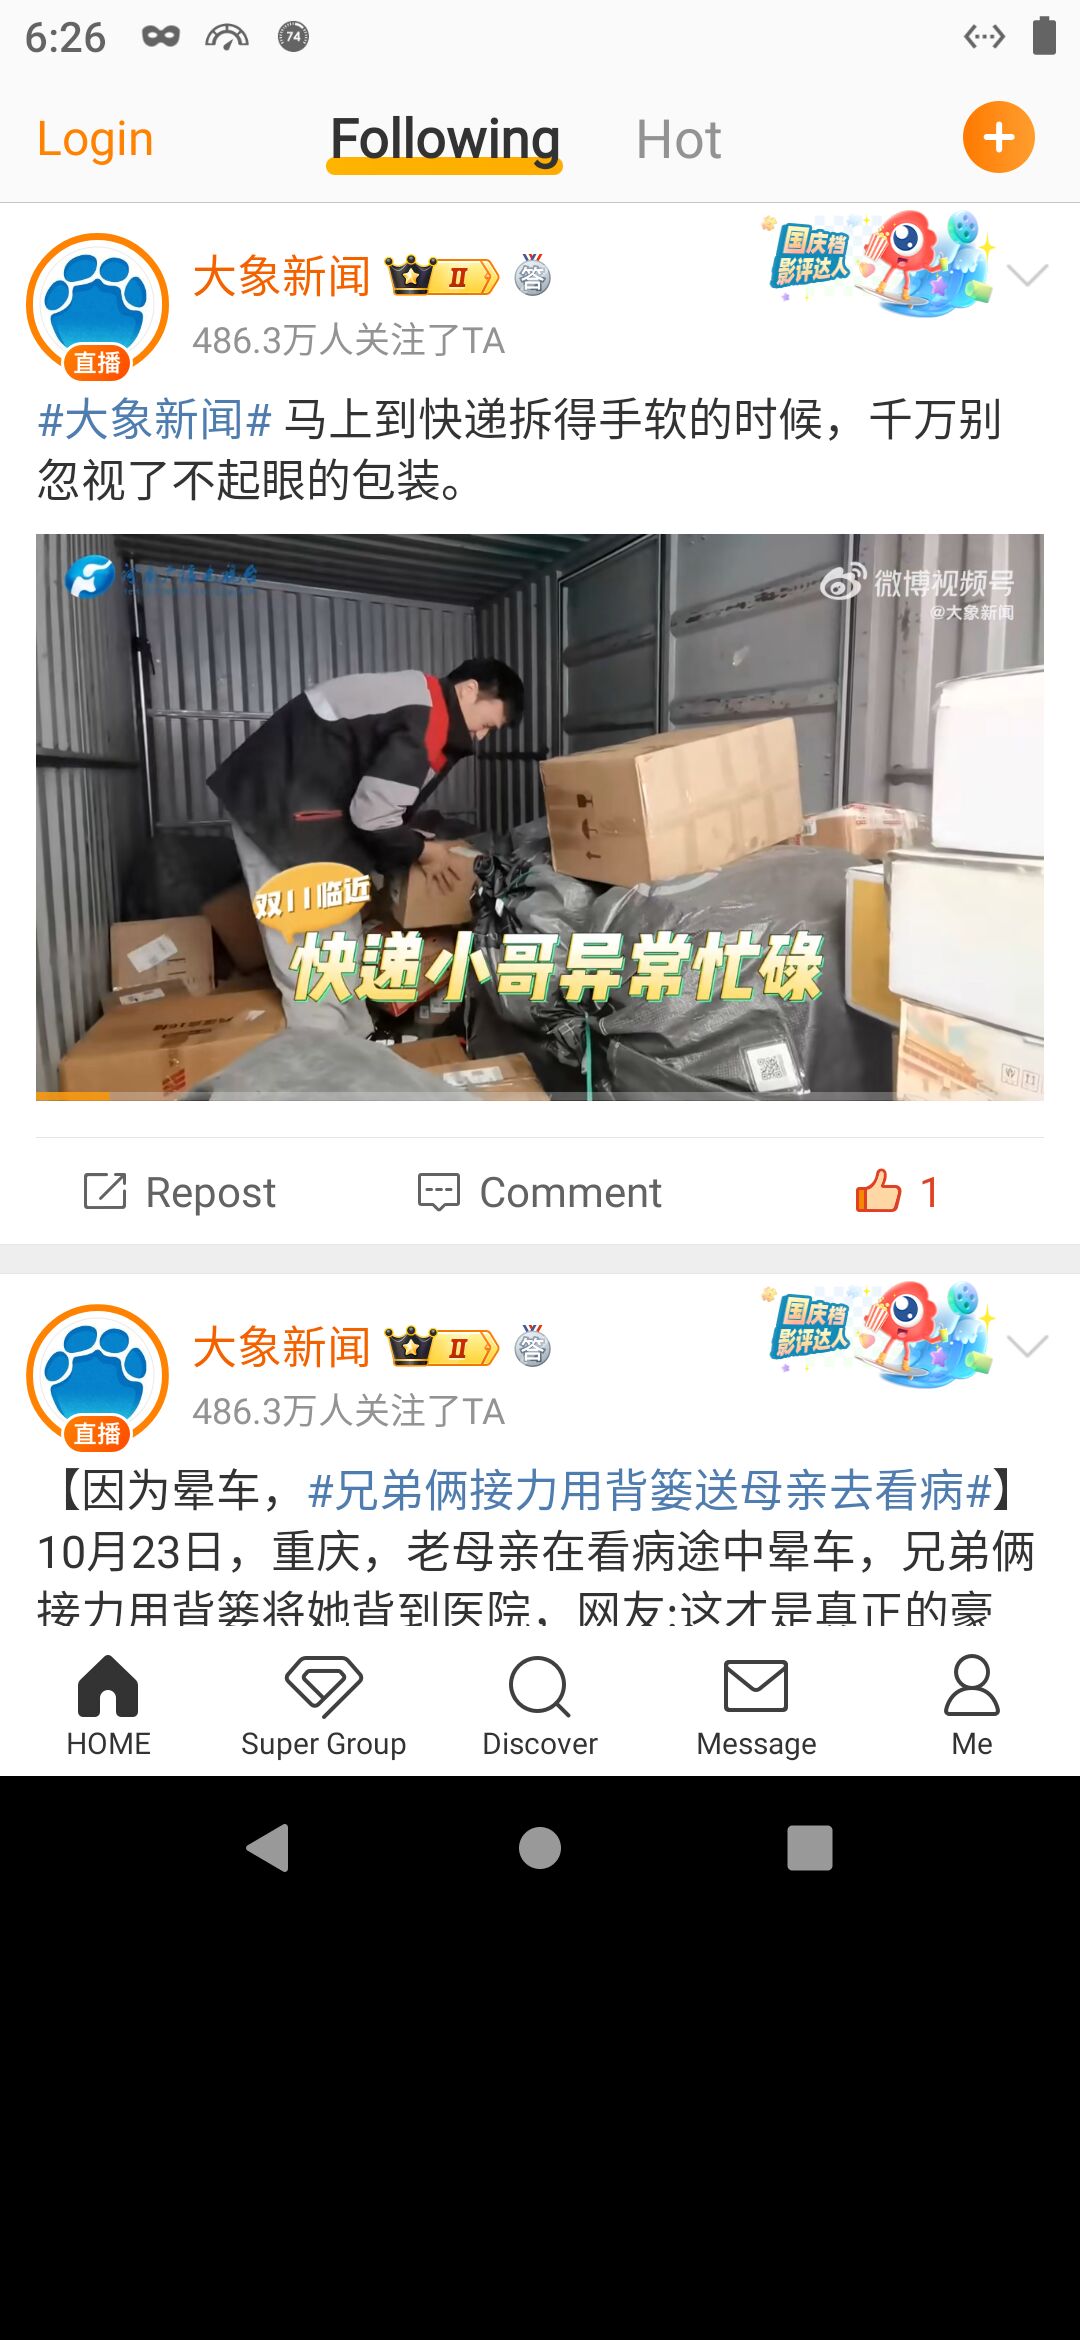 6:26
74
Login
Following
Hot
大象新闻
II
答
国庆档
影评达人
486.3万人关注了TA
直播
#大象新闻# 马上到快递拆得手软的时候，千万别
忽视了不起眼的包装。
微博视频号
@大象新闻
双11临近
快递小哥异常忙碌
Repost
Comment
1
大象新闻
II
答
国庆档
影评达人
486.3万人关注了TA
直播
【因为晕车，#兄弟俩接力用背篓送母亲去看病#】
10月23日，重庆，老母亲在看病途中晕车，兄弟俩
接力用背篓将她背到医院，网友:这才是真正的豪
HOME
Super Group
Discover
Message
Me